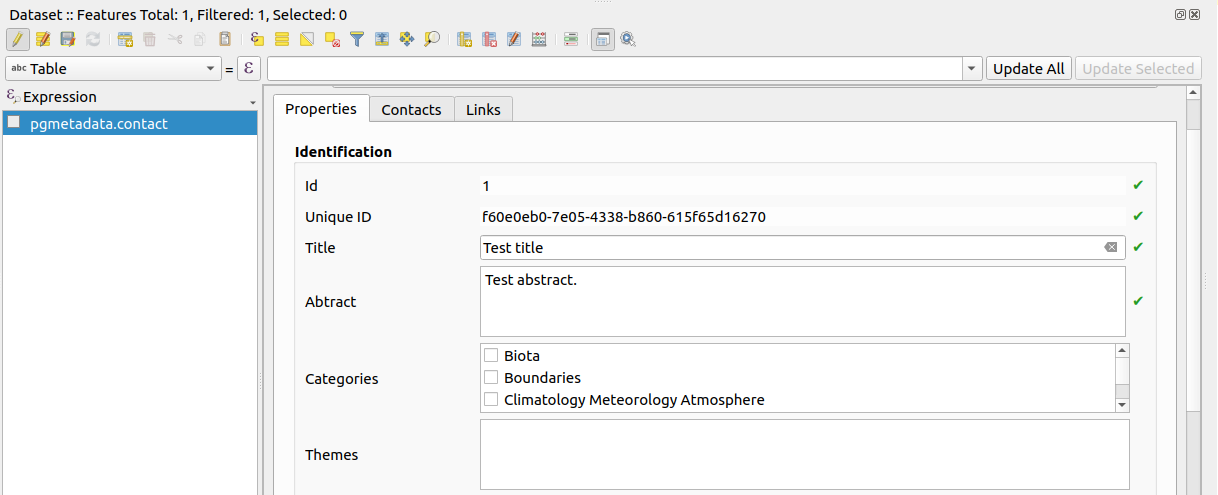 Dataset :: Features Total: 1, Filtered: 1, Selected: 0
abc Table = ε Update All Update Selected
Expression
pgmetadata.contact
Properties Contacts Links
Identification
Id 1
Unique ID f60e0eb0-7e05-4338-b860-615f65d16270
Title Test title
Abtract Test abstract.
Categories
Biota
Boundaries
Climatology Meteorology Atmosphere
Themes